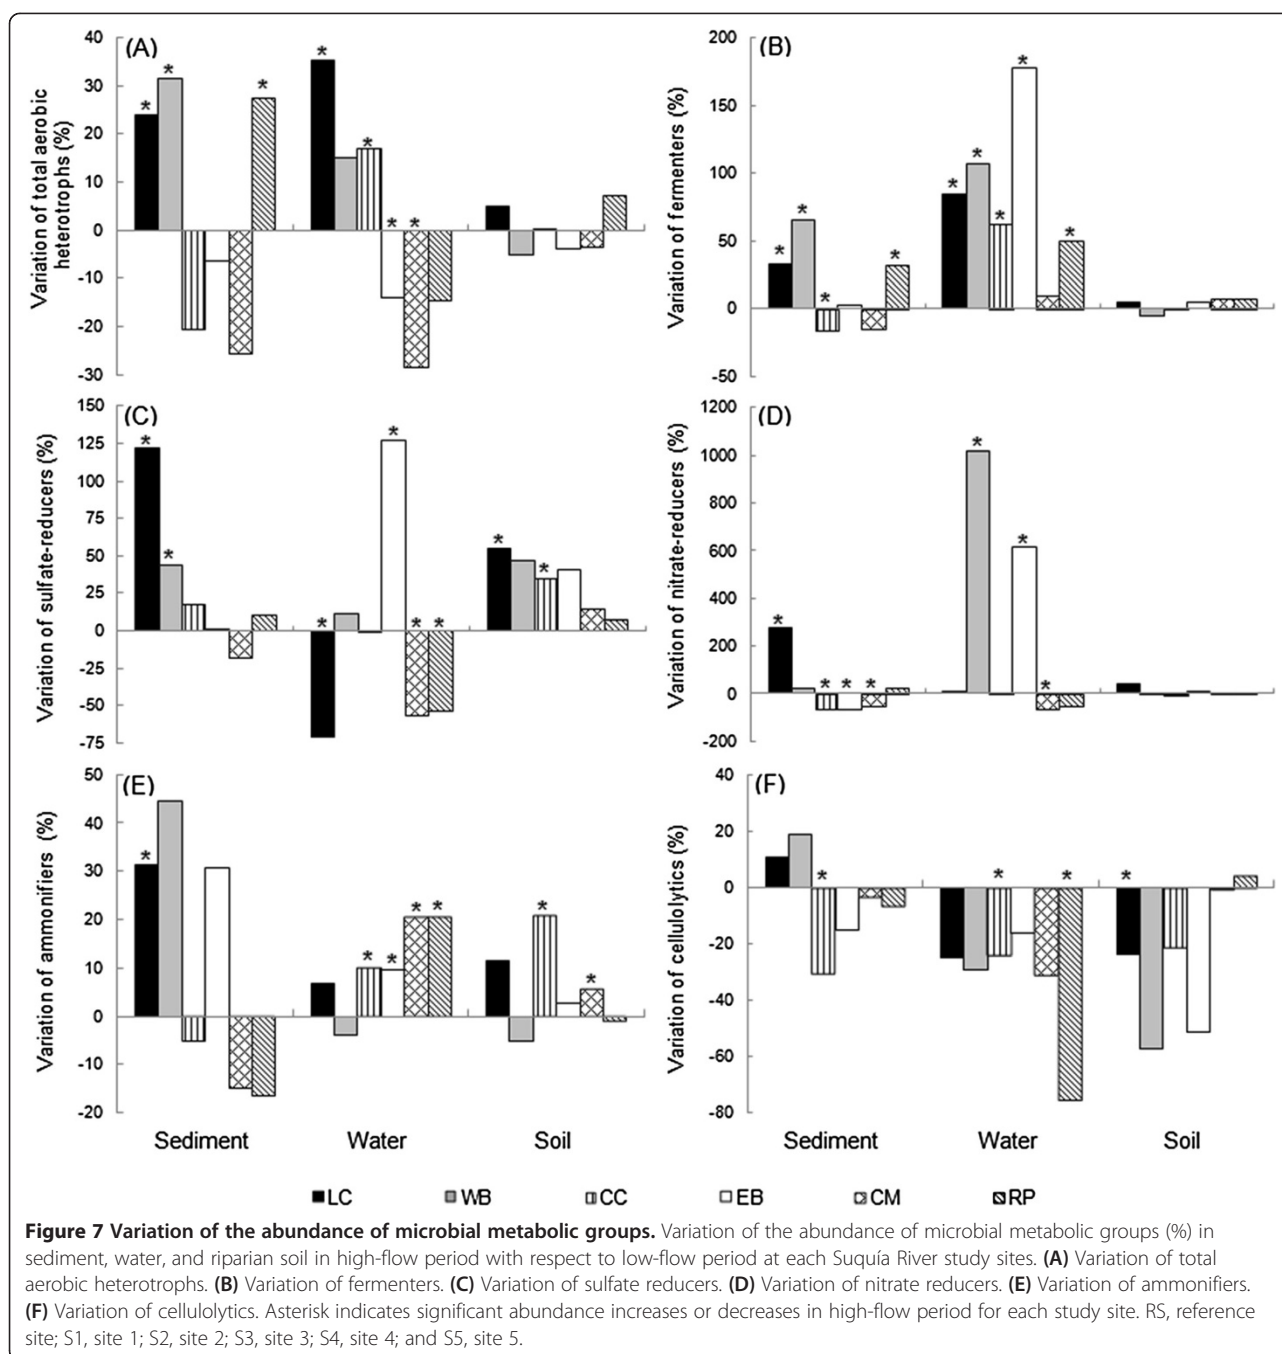 (A)
Variation of total aerobic
heterotrophs (%)
40
30
20
10
0
-10
-20
-30
* * * * * * *
(B)
Variation of fermenters (%)
200
150
100
50
0
-50
* * * * * * * * *
(C)
Variation of sulfate-reducers (%)
150
125
100
75
50
25
0
-25
-50
-75
* * * * * * * *
(D)
Variation of nitrate-reducers (%)
1200
1000
800
600
400
200
0
-200
* * * * * * *
(E)
Variation of ammonifiers (%)
50
40
30
20
10
0
-10
-20
* * * * * * *
Sediment Water Soil
(F)
Variation of cellulolytics (%)
40
20
0
-20
-40
-60
-80
* * * *
Sediment Water Soil
LC WB CC EB CM RP
Figure 7 Variation of the abundance of microbial metabolic groups. Variation of the abundance of microbial metabolic groups (%) in
sediment, water, and riparian soil in high-flow period with respect to low-flow period at each Suquía River study sites. (A) Variation of total
aerobic heterotrophs. (B) Variation of fermenters. (C) Variation of sulfate reducers. (D) Variation of nitrate reducers. (E) Variation of ammonifiers.
(F) Variation of cellulolytics. Asterisk indicates significant abundance increases or decreases in high-flow period for each study site. RS, reference
site; S1, site 1; S2, site 2; S3, site 3; S4, site 4; and S5, site 5.